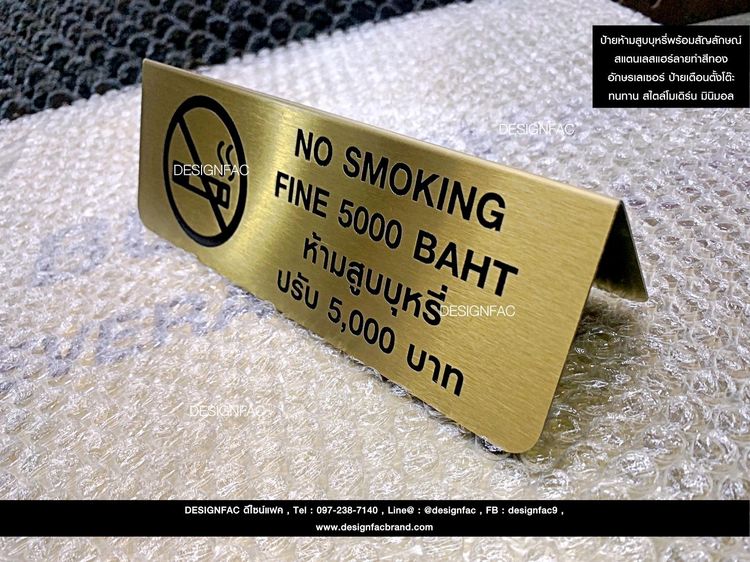 ป้ายห้ามสูบบุหรี่พร้อมสัญลักษณ์
สแตนเลสแฮร์ลายทำสีทอง
อักษรเลเซอร์ ป้ายเตือนตั้งโต๊ะ
ทนทาน สไตล์โมเดิร์น มินิมอล
DESIGNFAC
DESIGNFAC
NO SMOKING
FINE 5000 BAHT
ห้ามสูบบุหรี่
ปรับ 5,000 บาท
DESIGNFAC
DESIGNFAC
DESIGNFAC ดีไซน์แฟค , Tel : 097-238-7140 , Line@ : @designfac , FB : designfac9 ,
www.designfacbrand.com